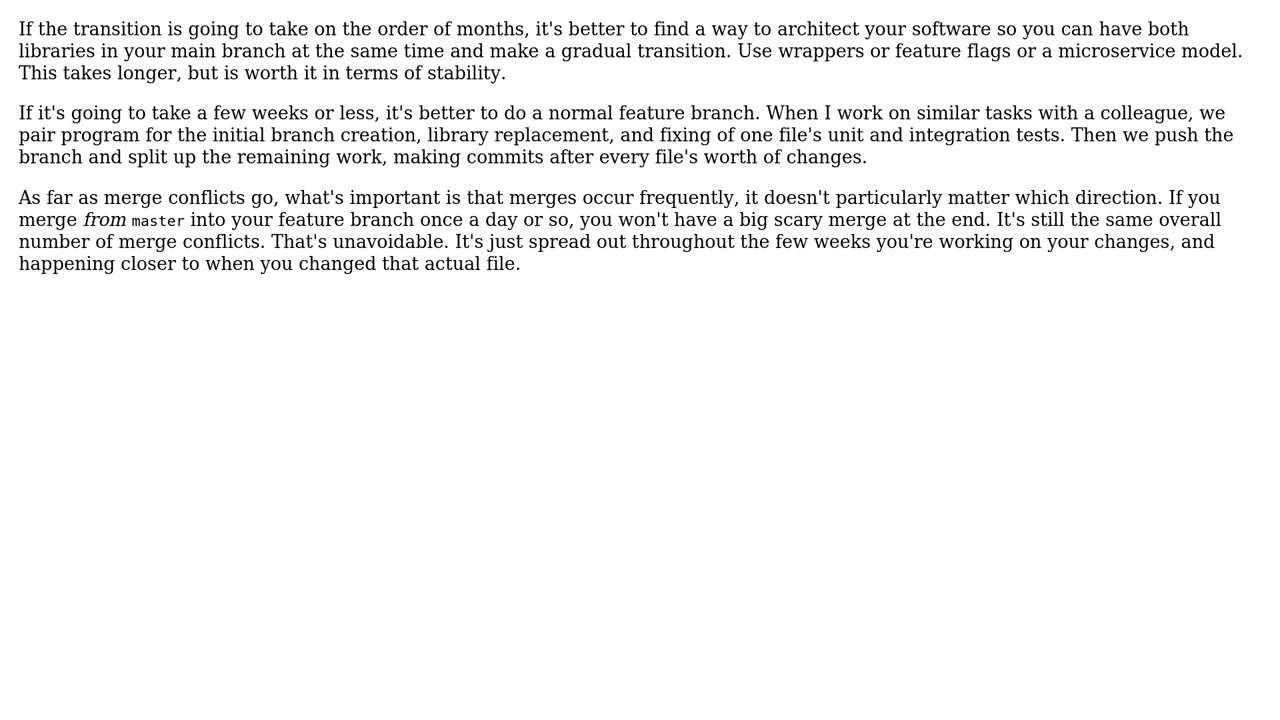 If the transition is going to take on the order of months, it's better to find a way to architect your software so you can have both
libraries in your main branch at the same time and make a gradual transition. Use wrappers or feature flags or a microservice model.
This takes longer, but is worth it in terms of stability.
If it's going to take a few weeks or less, it's better to do a normal feature branch. When I work on similar tasks with a colleague, we
pair program for the initial branch creation, library replacement, and fixing of one file's unit and integration tests. Then we push the
branch and split up the remaining work, making commits after every file's worth of changes.
As far as merge conflicts go, what's important is that merges occur frequently, it doesn't particularly matter which direction. If you
merge from master into your feature branch once a day or so, you won't have a big scary merge at the end. It's still the same overall
number of merge conflicts. That's unavoidable. It's just spread out throughout the few weeks you're working on your changes, and
happening closer to when you changed that actual file.